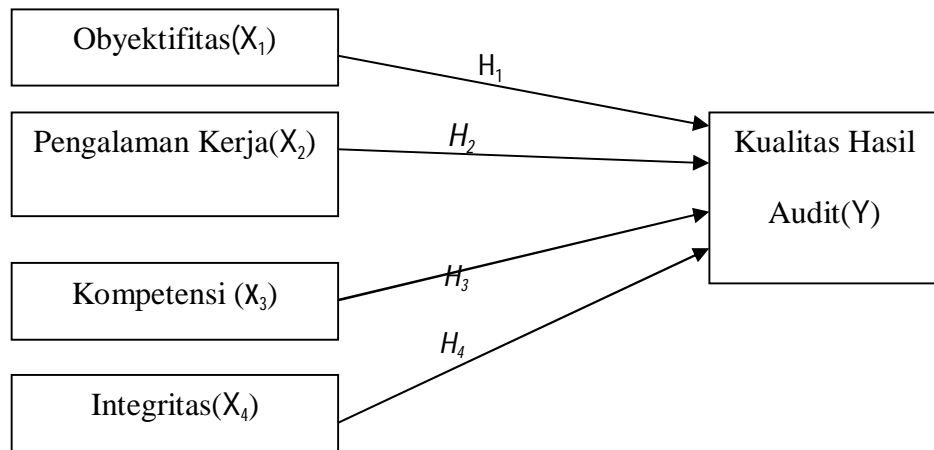 Obyektifitas(X₁)
H₁
Pengalaman Kerja(X₂)
H₂
Kualitas Hasil
Audit(Y)
Kompetensi (X₃)
H₃
H₄
Integritas(X₄)